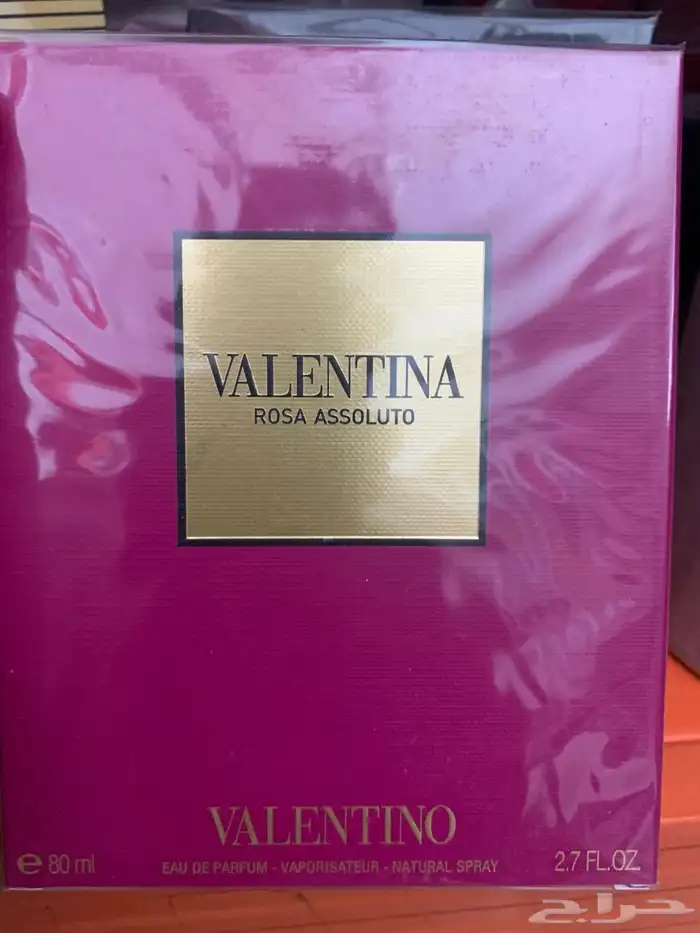 VALENTINA
ROSA ASSOLUTO
VALENTINO
e 80 ml
EAU DE PARFUM - VAPORISATEUR - NATURAL SPRAY
2.7 FL.OZ.
حراج